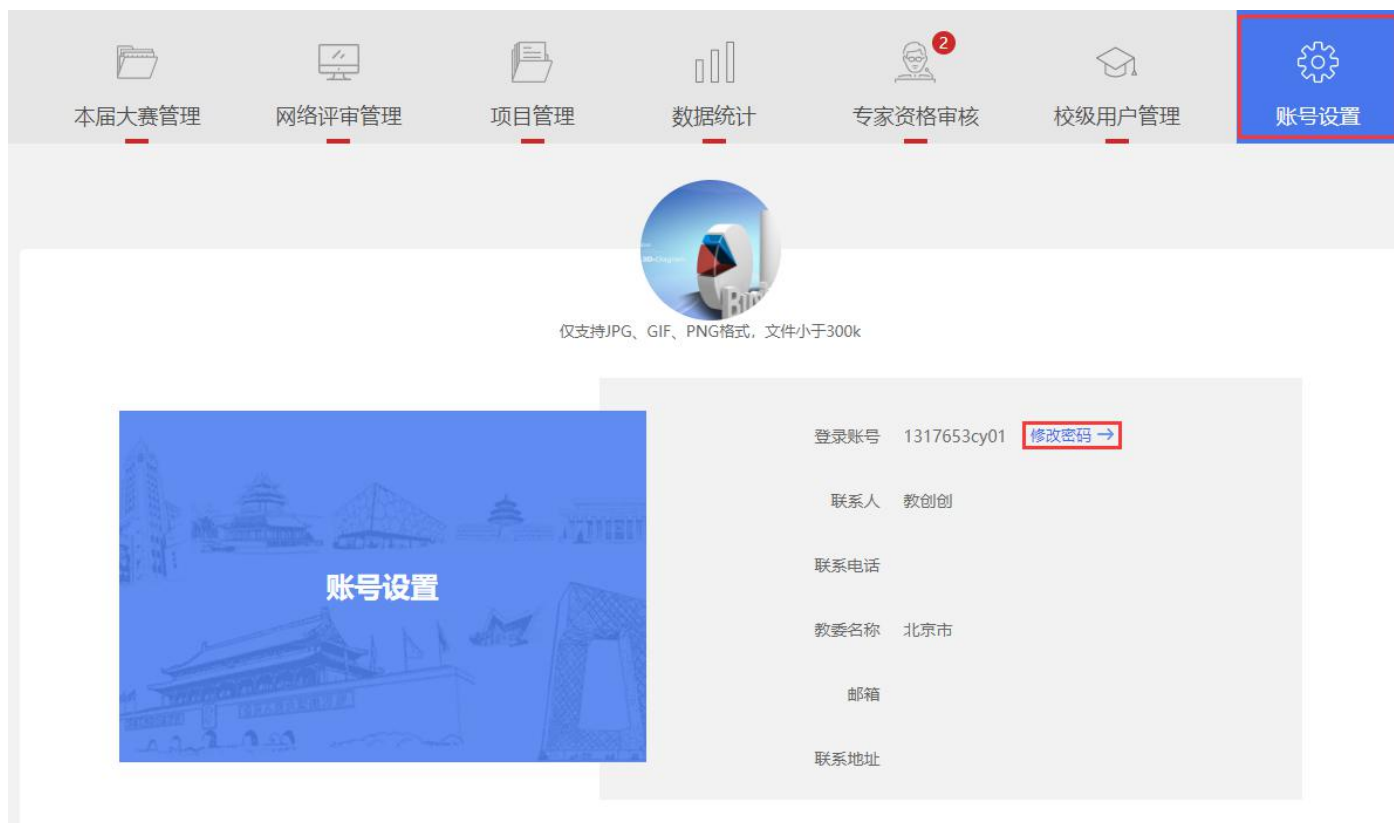 2
本届大赛管理 网络评审管理 项目管理 数据统计 专家资格审核 校级用户管理 账号设置
3D-Diagram
仅支持JPG、GIF、PNG格式，文件小于300k
登录账号 1317653cy01 修改密码 →
联系人 教创创
联系电话
账号设置
教委名称 北京市
邮箱
联系地址